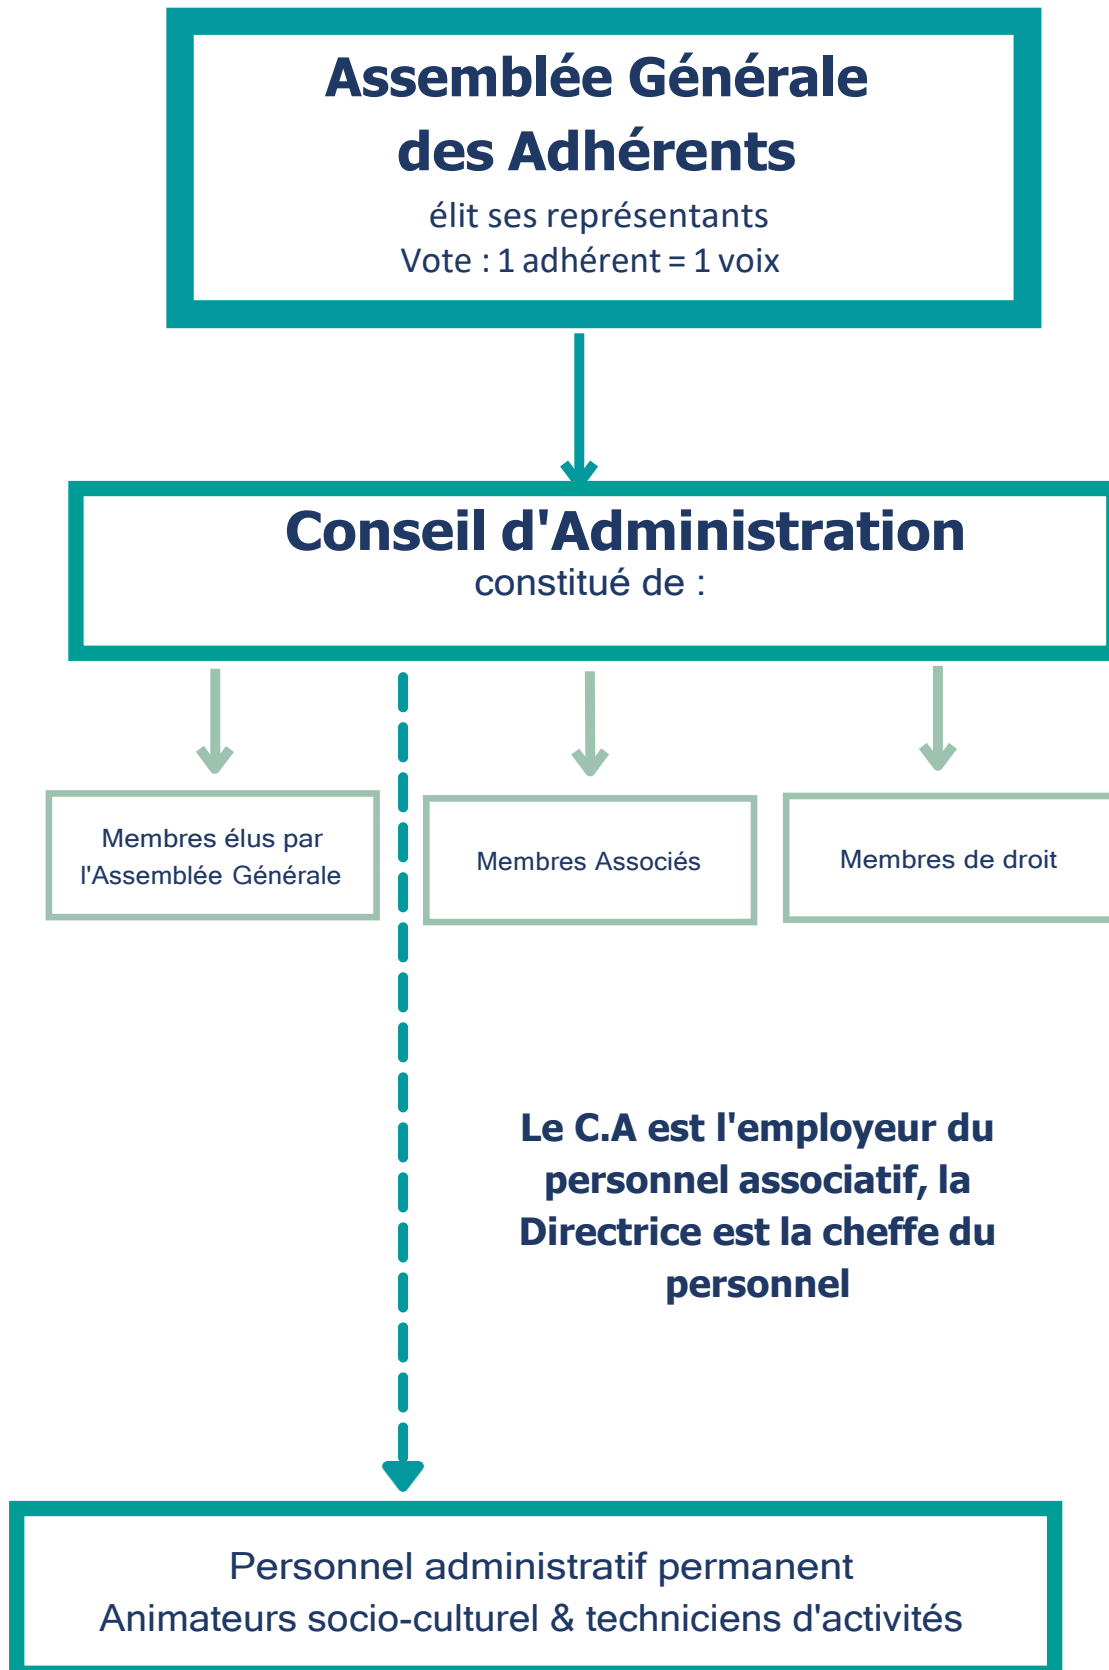 Assemblée Générale
des Adhérents
élit ses représentants
Vote : 1 adhérent = 1 voix
Conseil d'Administration
constitué de :
Membres élus par
l'Assemblée Générale
Membres Associés
Membres de droit
Le C.A est l'employeur du
personnel associatif, la
Directrice est la cheffe du
personnel
Personnel administratif permanent
Animateurs socio-culturel & techniciens d'activités